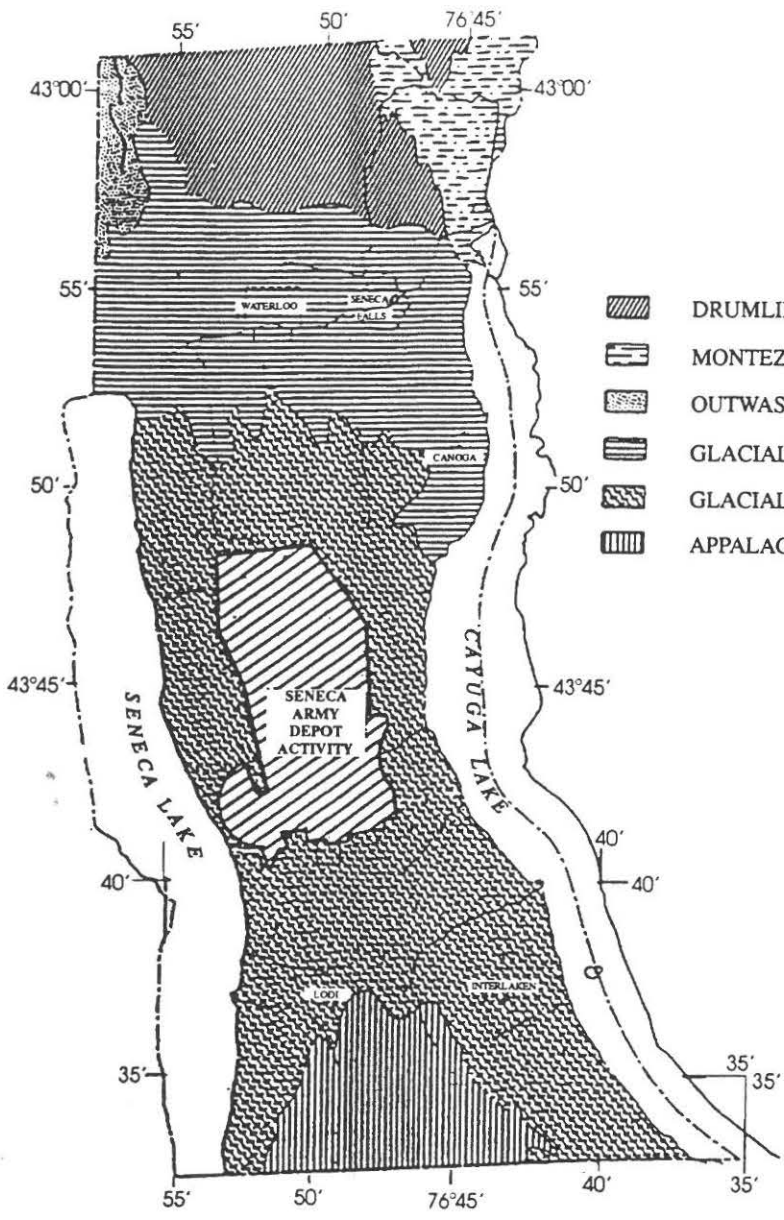 55′ 50′ 76°45′
43°00′ 43°00′
55′ 55′
WATERLOO
SENECA
FALLS
CANOGA
50′ 50′
DRUMLI
MONTEZ
OUTWAS
GLACIAL
GLACIAL
APPALAC
43°45′ 45′
SENECA
ARMY
DEPOT
ACTIVITY
SENECA LAKE
CAYUGA LAKE
40′
40′ 40′
LODI
INTERLAKEN
35′ 35′
35′
55′ 50′ 76°45′ 40′ 35′